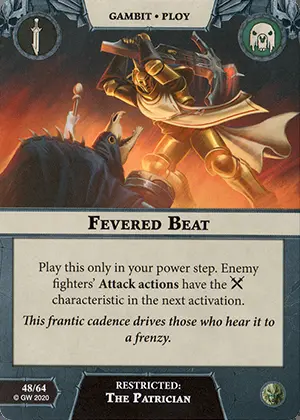 GAMBIT • PLOY
FEVERED BEAT
Play this only in your power step. Enemy
fighters' Attack actions have the
characteristic in the next activation.
This frantic cadence drives those who hear it to
a frenzy.
48/64
© GW 2020
RESTRICTED:
THE PATRICIAN